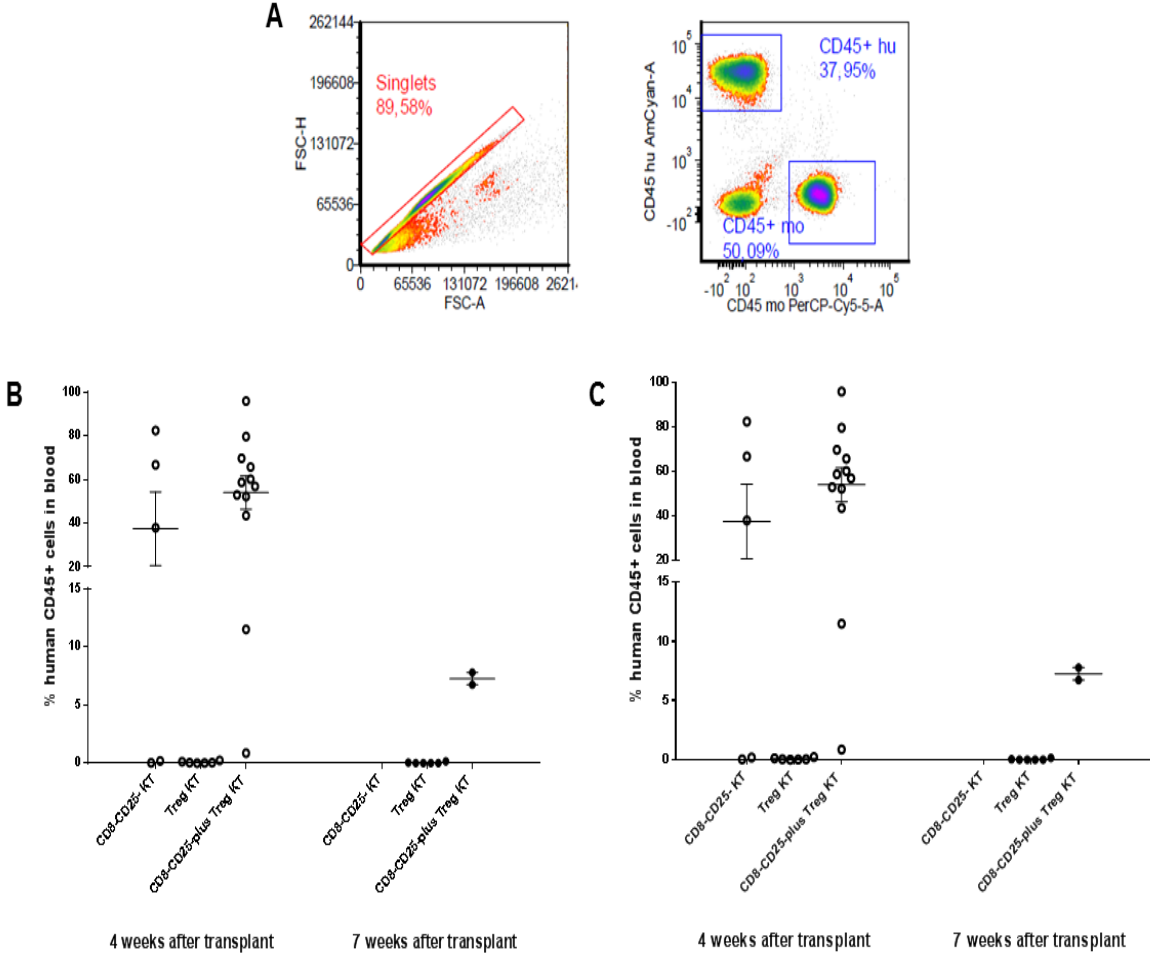 A
262144
196608
131072
65536
0
FSC-H
Singlets
89,58%
0 65536 131072 196608 2621
FSC-A
CD45 hu AmCyan-A
10^5
10^4
10^3
-10^2
CD45+ hu
37,95%
CD45+ mo
50,09%
-10^2 10^2 10^3 10^4 10^5
CD45 mo PerCP-Cy5-5-A
B
% human CD45+ cells in blood
100
80
60
40
20
15
10
5
0
CD8-CD25- KT
Treg KT
CD8-CD25-plus Treg KT
CD8-CD25- KT
Treg KT
CD8-CD25-plus Treg KT
4 weeks after transplant
7 weeks after transplant
C
% human CD45+ cells in blood
100
80
60
40
20
15
10
5
0
CD8-CD25- KT
Treg KT
CD8-CD25-plus Treg KT
CD8-CD25- KT
Treg KT
CD8-CD25-plus Treg KT
4 weeks after transplant
7 weeks after transplant